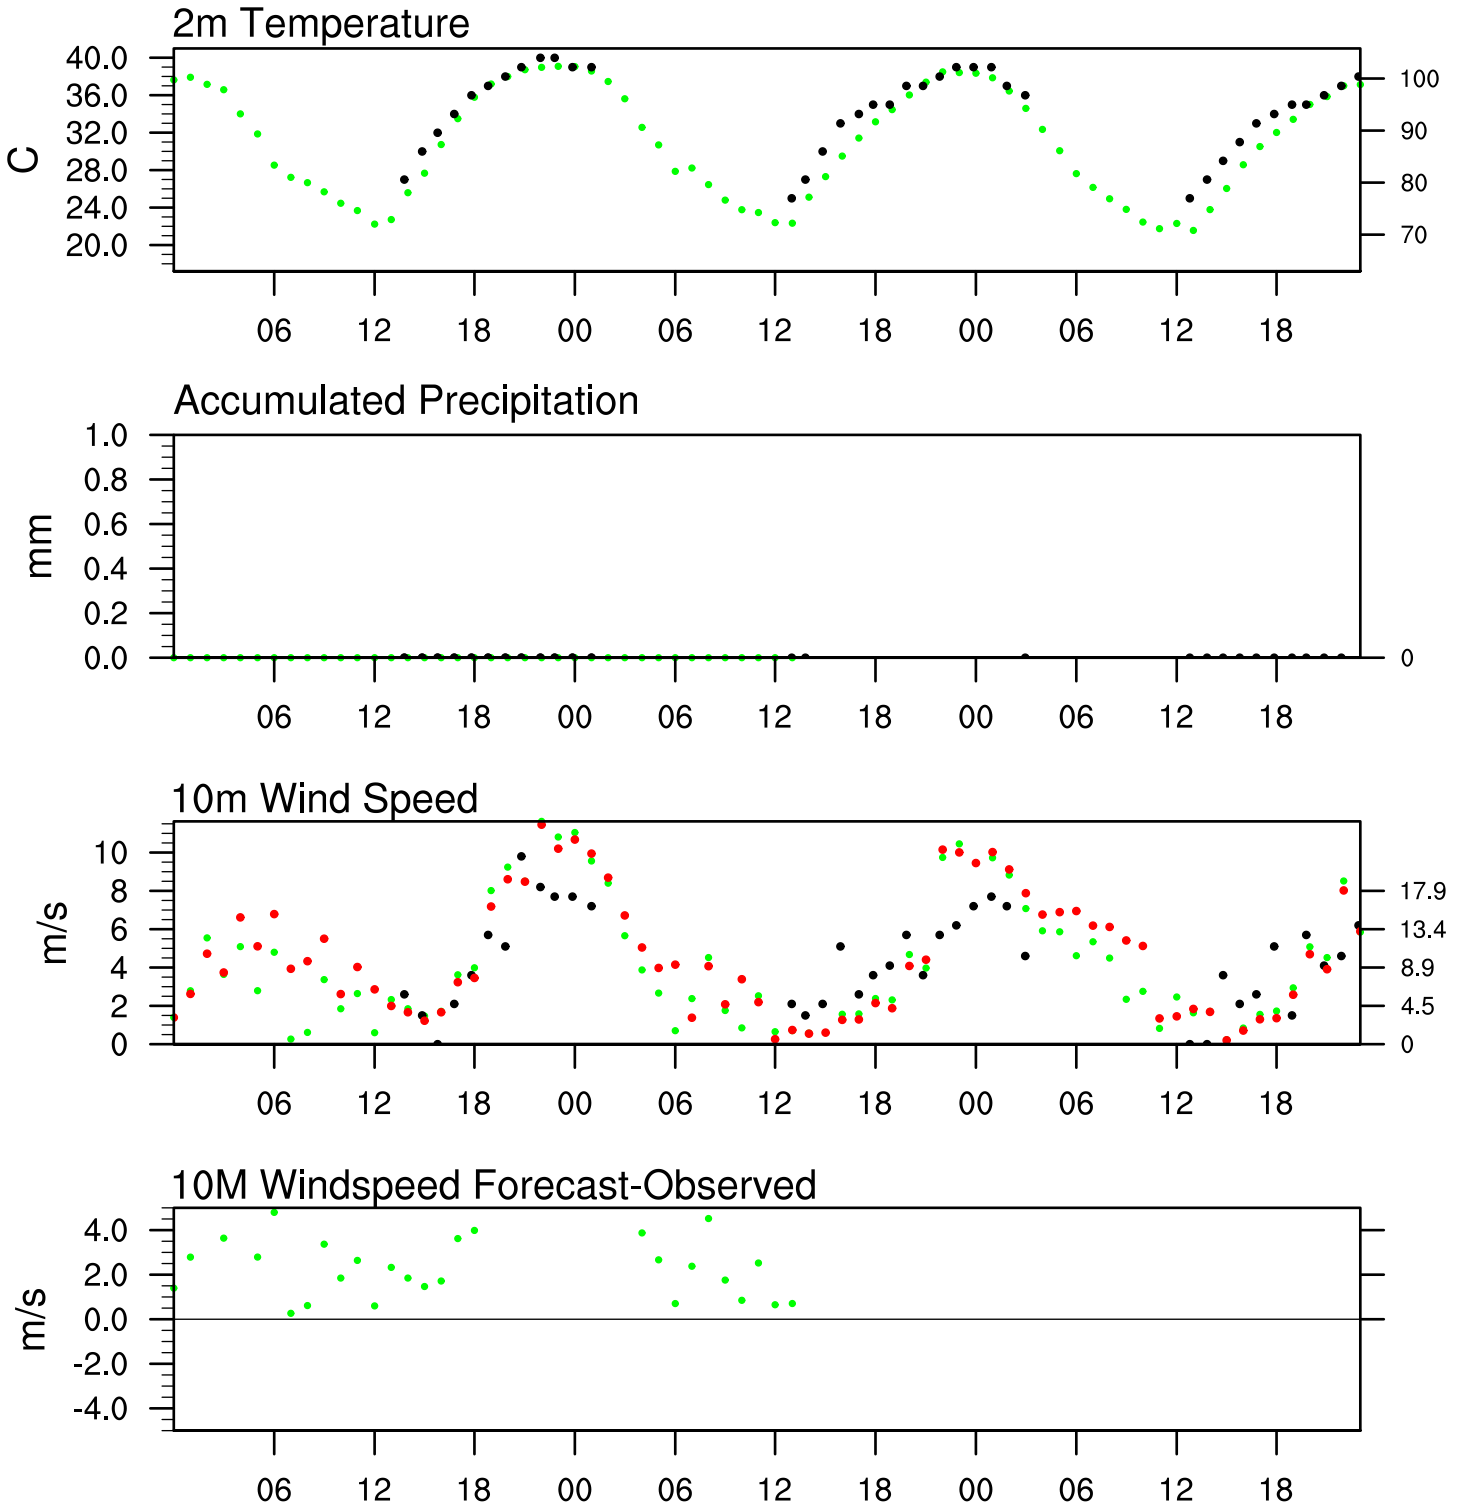 2m Temperature
40.0
36.0
32.0
28.0
24.0
20.0
C
100
90
80
70
06 12 18 00 06 12 18 00 06 12 18
Accumulated Precipitation
1.0
0.8
0.6
0.4
0.2
0.0
mm
0
06 12 18 00 06 12 18 00 06 12 18
10m Wind Speed
10
8
6
4
2
0
m/s
17.9
13.4
8.9
4.5
0
06 12 18 00 06 12 18 00 06 12 18
10M Windspeed Forecast-Observed
4.0
2.0
0.0
-2.0
-4.0
m/s
06 12 18 00 06 12 18 00 06 12 18